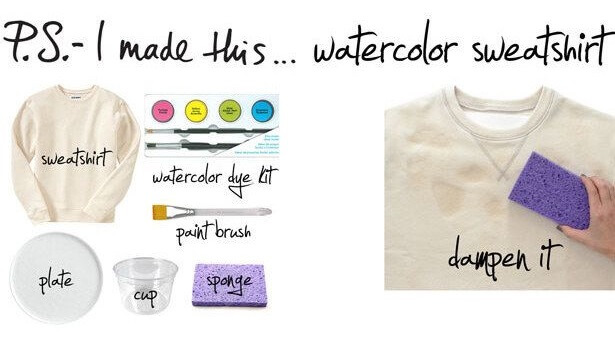 P.S.- I made this... watercolor sweatshirt
sweatshirt
watercolor dye kit
paint brush
plate
cup
sponge
dampen it